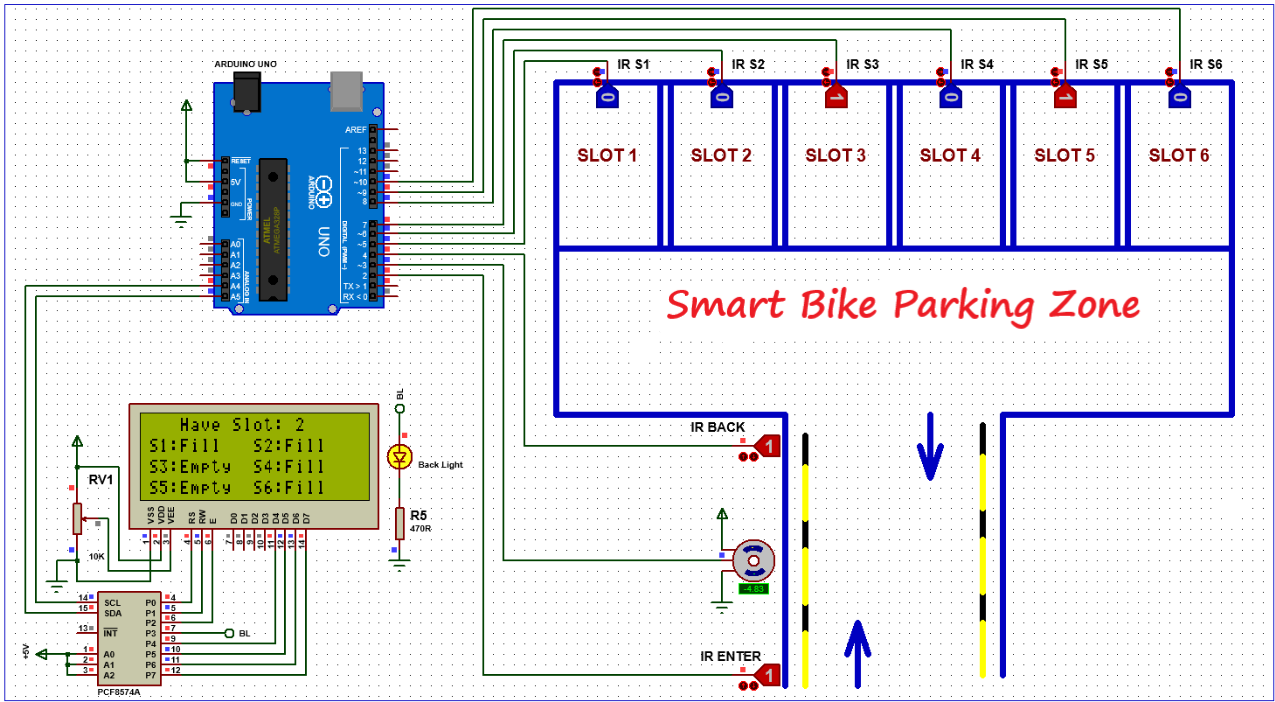 ARDUINO UNO
IR S1
IR S2
IR S3
IR S4
IR S5
IR S6
0
0
1
0
1
0
SLOT 1
SLOT 2
SLOT 3
SLOT 4
SLOT 5
SLOT 6
AREF
13
12
~11
~10
~9
8
7
~6
~5
4
~3
2
TX > 1
RX < 0
RESET
5V
GND
POWER
A0
A1
A2
A3
A4
A5
ANALOG IN
ATMEL
ATMEGA328P
ARDUINO
UNO
DIGITAL (PWM~)
Smart Bike Parking Zone
Have Slot: 2
S1:Fill S2:Fill
S3:Empty S4:Fill
S5:Empty S6:Fill
VSS
VDD
VEE
RS
RW
E
D0
D1
D2
D3
D4
D5
D6
D7
1
2
3
4
5
6
7
8
9
10
11
12
13
14
RV1
10K
BL
Back Light
R5
470R
IR BACK
1
-4.83
IR ENTER
1
14 SCL P0 4
15 SDA P1 5
P2 6
13 INT P3 7
P4 9
1 A0 P5 10
2 A1 P6 11
3 A2 P7 12
BL
+5V
PCF8574A